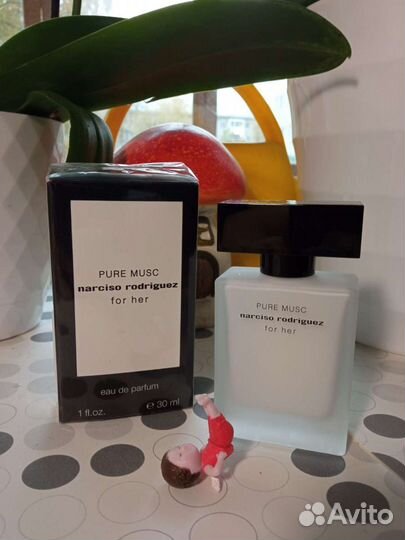 PURE MUSC
narciso rodriguez
for her
eau de parfum
1 fl.oz. e 30 ml
PURE MUSC
narciso rodriguez
for her
Avito